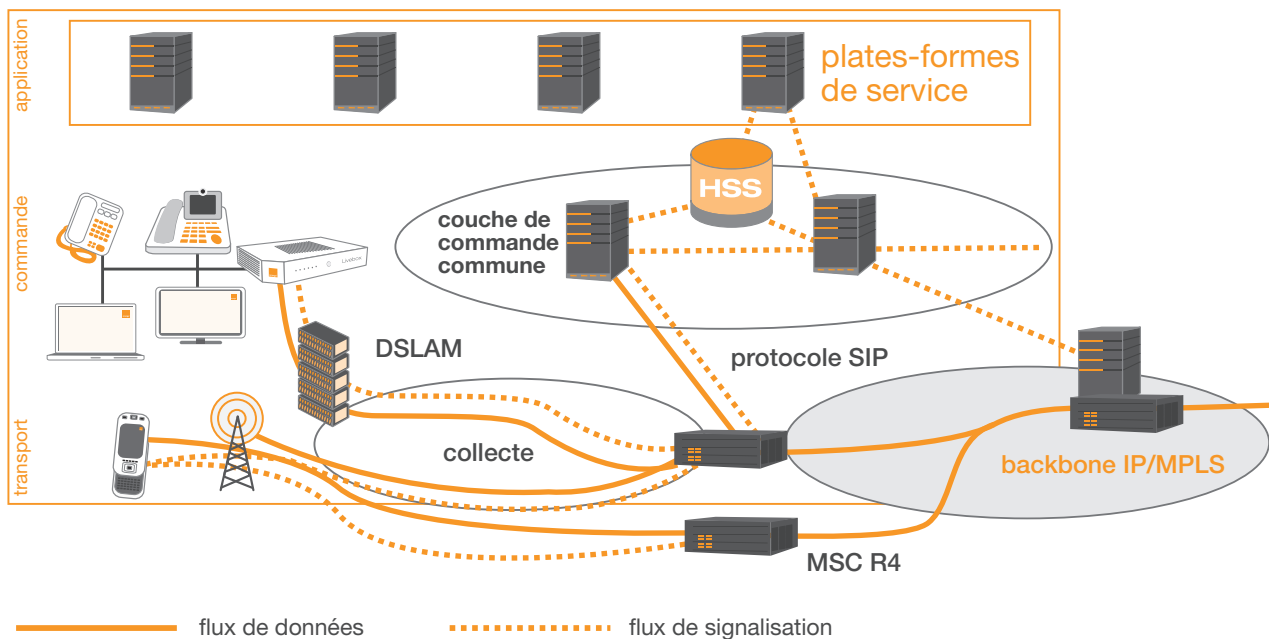 application
plates-formes
de service
HSS
commande
couche de
commande
commune
Livebox
DSLAM
protocole SIP
transport
collecte
backbone IP/MPLS
MSC R4
flux de données
flux de signalisation